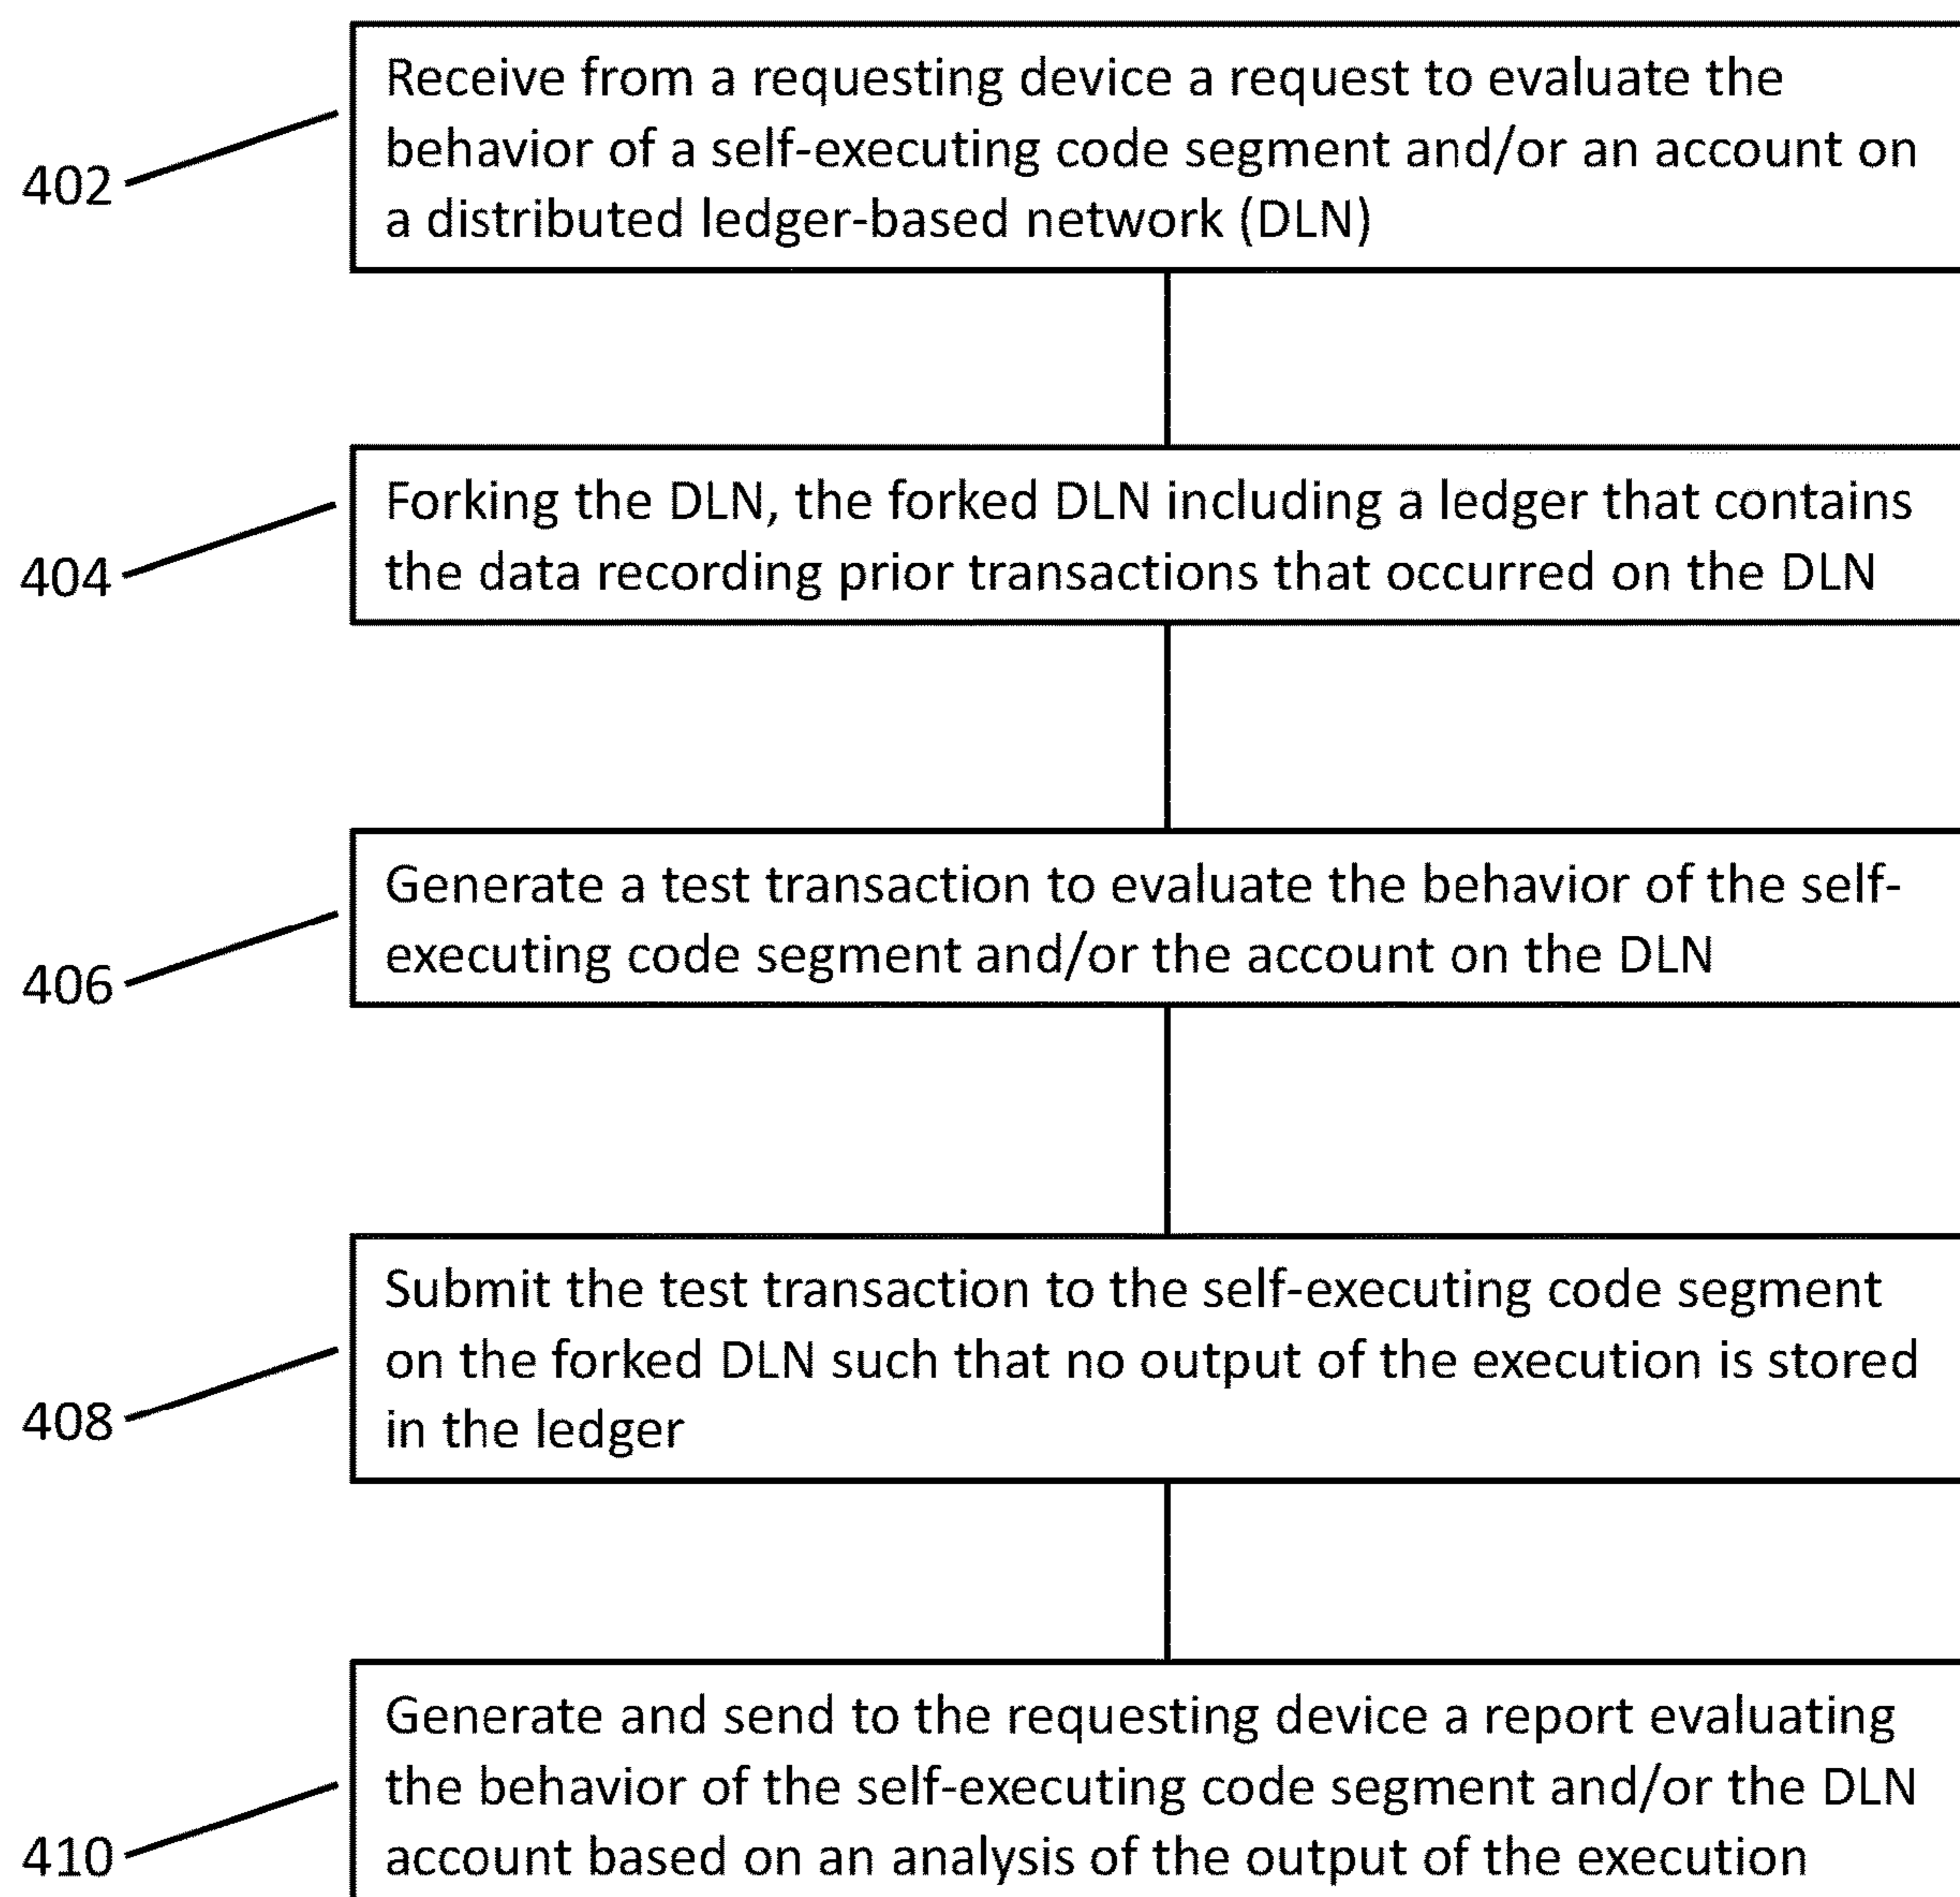 Receive from a requesting device a request to evaluate the
behavior of a self-executing code segment and/or an account on
a distributed ledger-based network (DLN)
402
Forking the DLN, the forked DLN including a ledger that contains
the data recording prior transactions that occurred on the DLN
404
Generate a test transaction to evaluate the behavior of the self-
executing code segment and/or the account on the DLN
406
Submit the test transaction to the self-executing code segment
on the forked DLN such that no output of the execution is stored
in the ledger
408
Generate and send to the requesting device a report evaluating
the behavior of the self-executing code segment and/or the DLN
account based on an analysis of the output of the execution
410